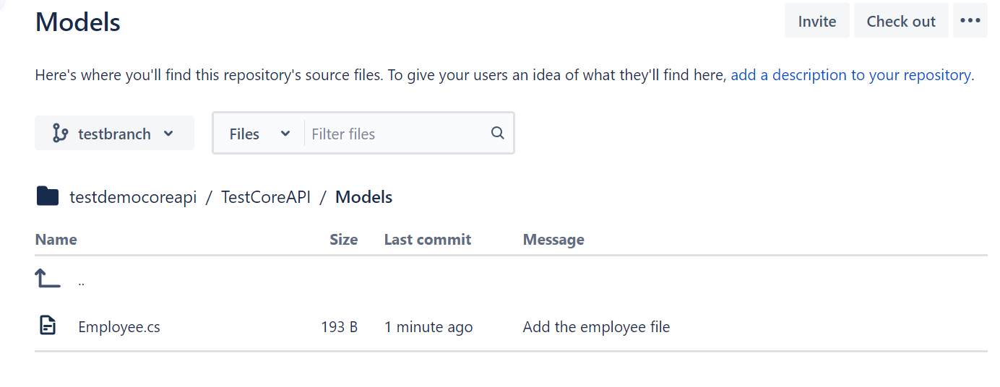 Models
Invite
Check out
Here's where you'll find this repository's source files. To give your users an idea of what they'll find here, add a description to your repository.
testbranch
Files
Filter files
testdemocoreapi / TestCoreAPI / Models
Name Size Last commit Message
..
Employee.cs 193 B 1 minute ago Add the employee file